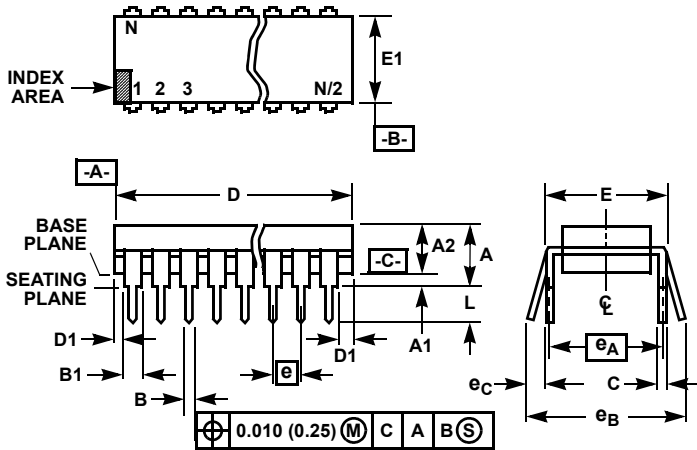 N
INDEX
AREA
1 2 3 N/2
E1
-B-
-A-
D
E
BASE
PLANE
SEATING
PLANE
A2
A
-C-
L
D1
B1
B
e
D1
A1
C
L
eA
eC
C
eB
0.010 (0.25) M C A B S